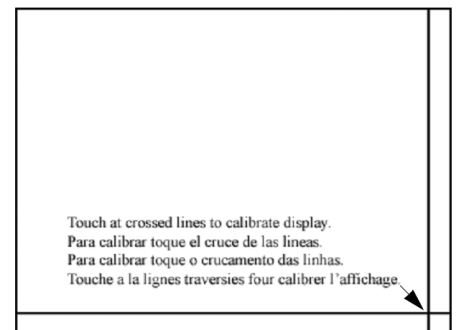 Touch at crossed lines to calibrate display.
Para calibrar toque el cruce de las lineas.
Para calibrar toque o crucamento das linhas.
Touche a la lignes traversies four calibrer l'affichage.